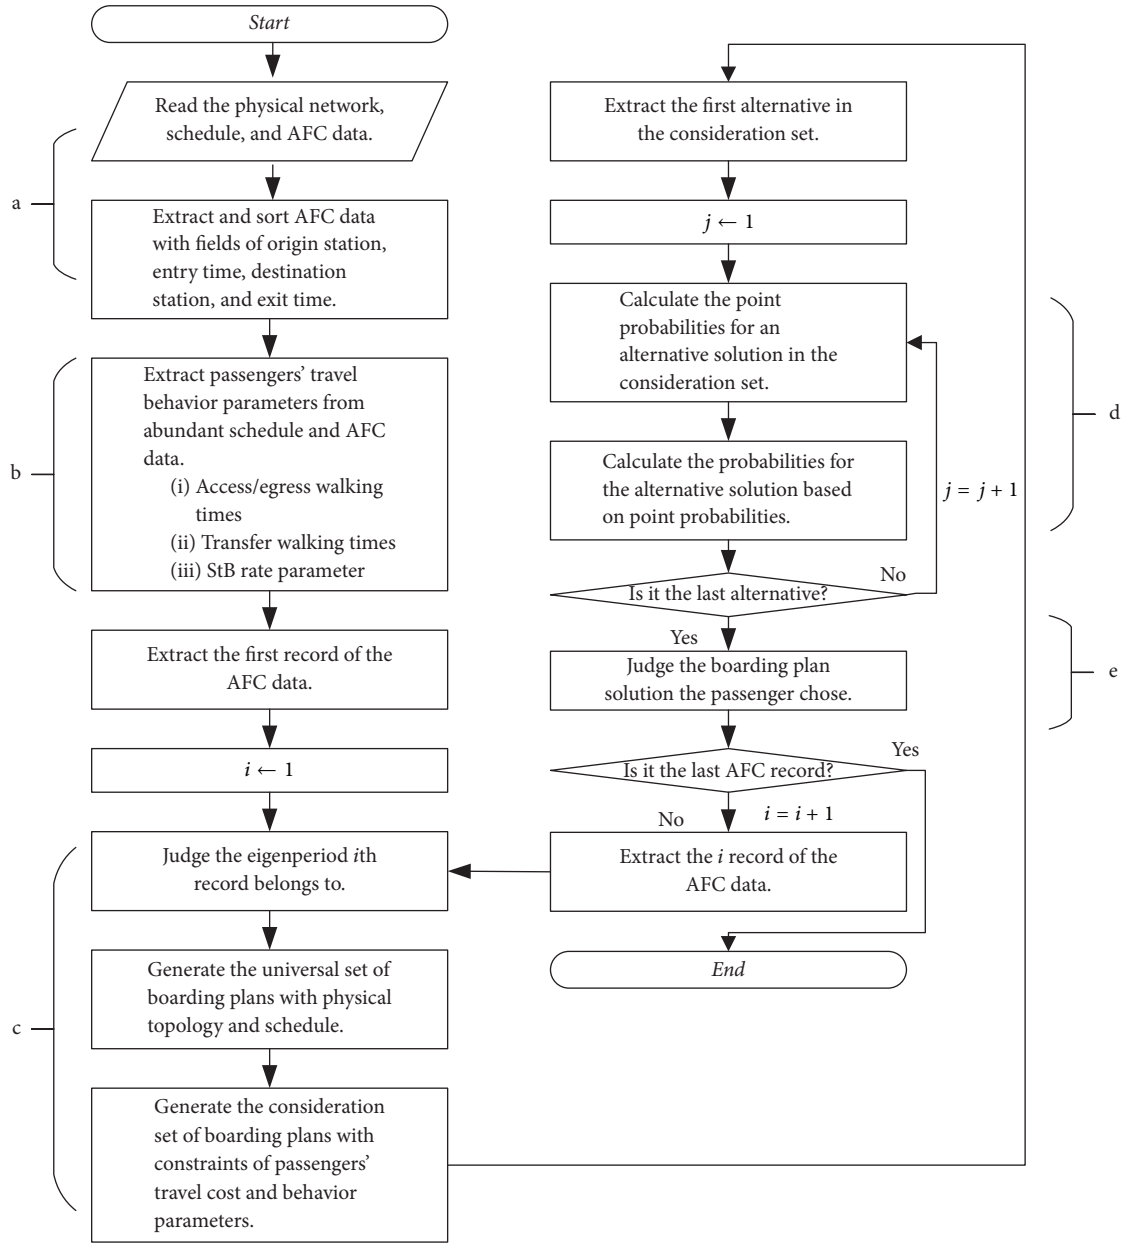 Start
Read the physical network,
schedule, and AFC data.
a
Extract and sort AFC data
with fields of origin station,
entry time, destination
station, and exit time.
Extract passengers’ travel
behavior parameters from
abundant schedule and AFC
data.
(i) Access/egress walking
times
(ii) Transfer walking times
(iii) StB rate parameter
b
Extract the first record of the
AFC data.
i ← 1
Judge the eigenperiod ith
record belongs to.
Generate the universal set of
boarding plans with physical
topology and schedule.
c
Generate the consideration
set of boarding plans with
constraints of passengers’
travel cost and behavior
parameters.
Extract the first alternative in
the consideration set.
j ← 1
Calculate the point
probabilities for an
alternative solution in the
consideration set.
d
Calculate the probabilities for
the alternative solution based
on point probabilities.
j = j + 1
No
Is it the last alternative?
Yes
Judge the boarding plan
solution the passenger chose.
e
Yes
Is it the last AFC record?
No
i = i + 1
Extract the i record of the
AFC data.
End